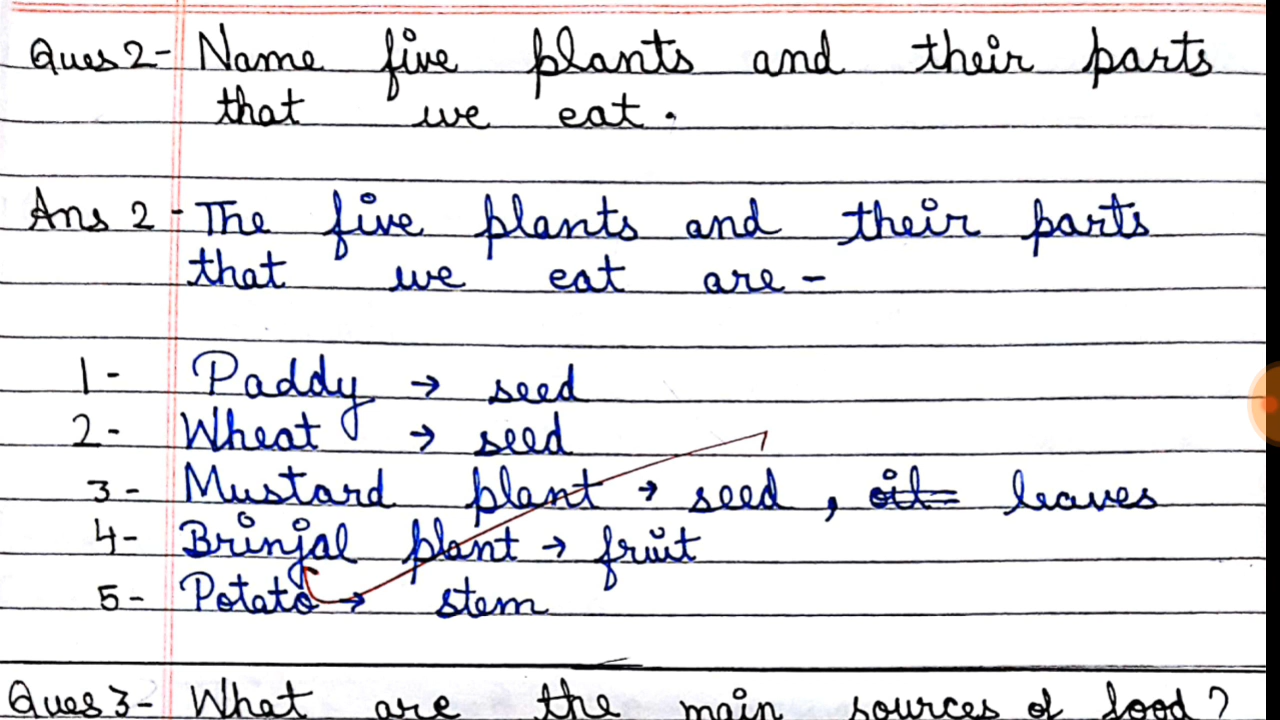 Ques 2- Name five plants and their parts
that we eat.
Ans 2- The five plants and their parts
that we eat are -
1- Paddy → seed
2- Wheat → seed
3- Mustard plant → seed, oil leaves
4- Brinjal plant → fruit
5- Potato → stem
Ques 3- What are the main sources of food?